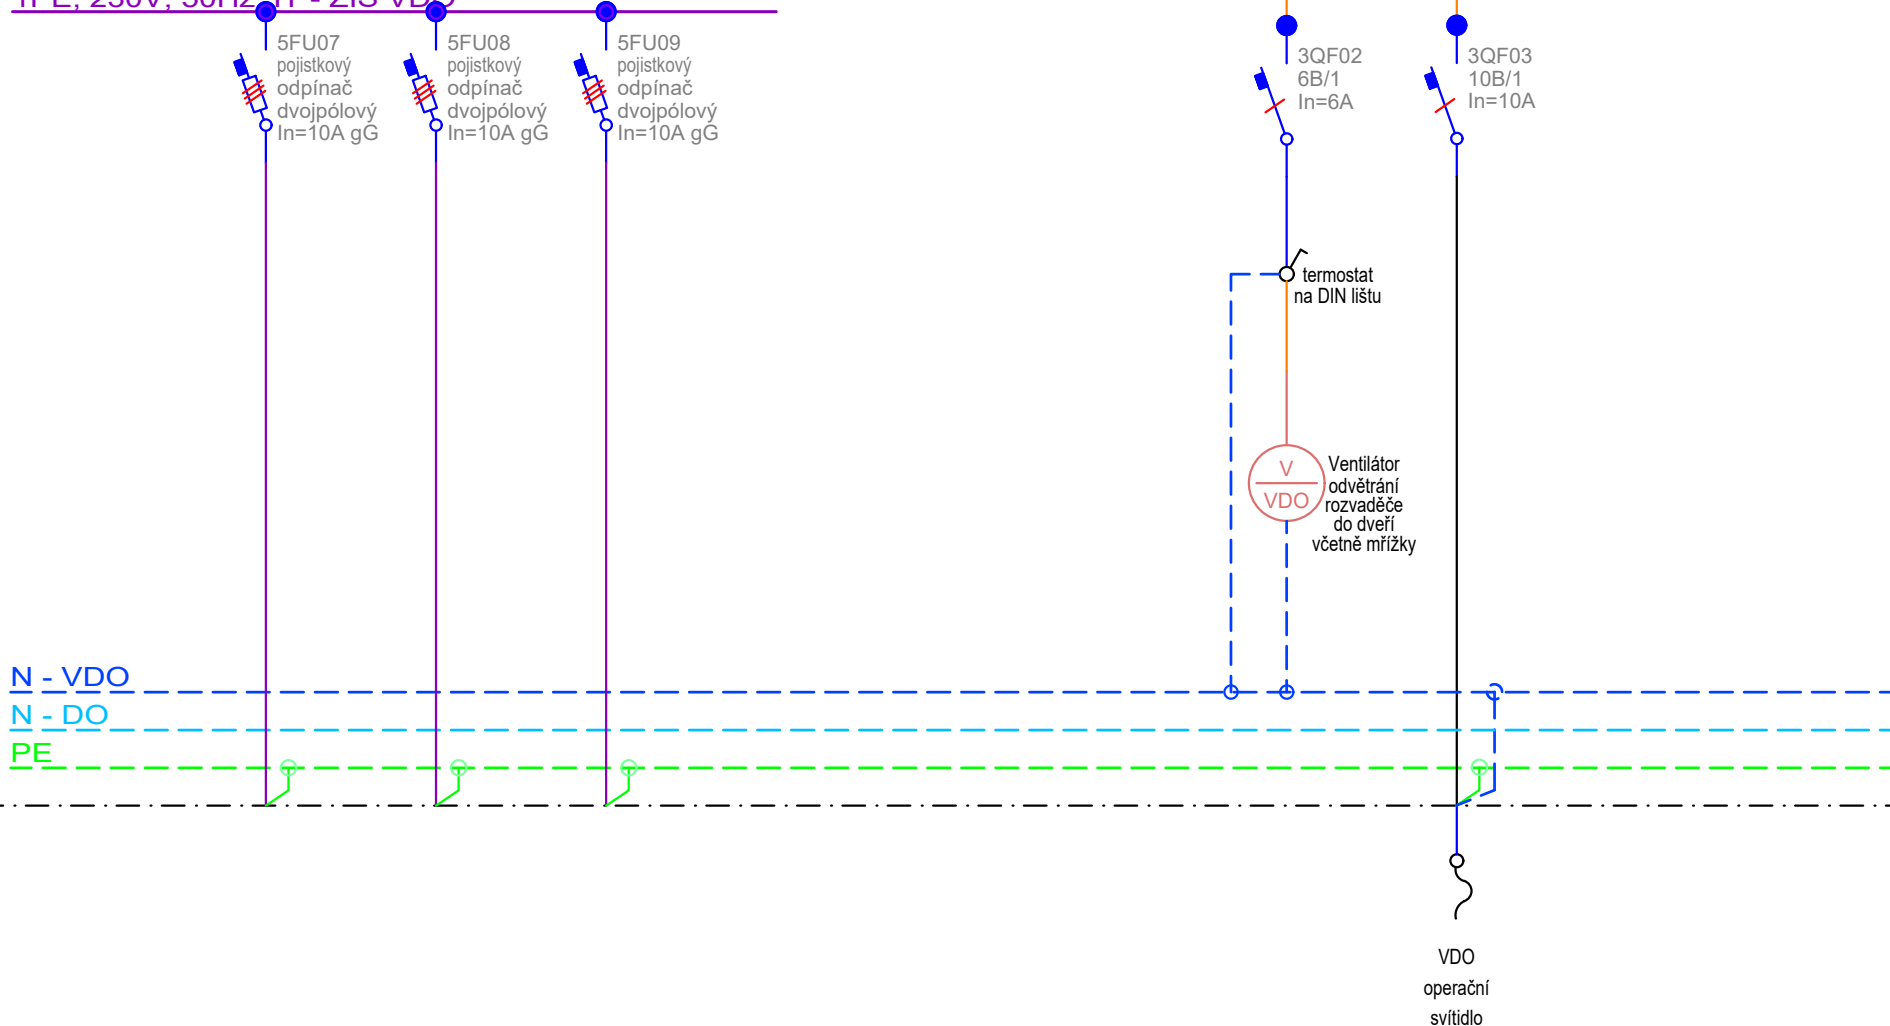 5FU07
pojistkový
odpínač
dvojpólový
In=10A gG
5FU08
pojistkový
odpínač
dvojpólový
In=10A gG
5FU09
pojistkový
odpínač
dvojpólový
In=10A gG
3QF02
6B/1
In=6A
3QF03
10B/1
In=10A
termostat
na DIN lištu
V
VDO
Ventilátor
odvětrání
rozvaděče
do dveří
včetně mřížky
N - VDO
N - DO
PE
VDO
operační
svítidlo